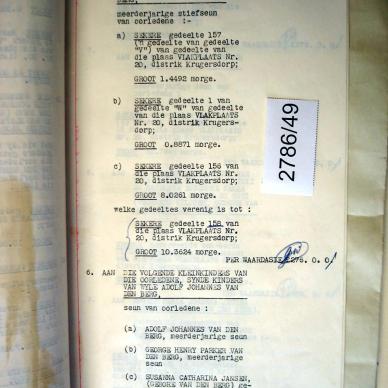 BERG,
meerderjarige stiefseun
van oorledene :-
a) SEKERE gedeelte 157
gedeelte van gedeelte
"V") van gedeelte van
die plaas VLAKPLAATS Nr.
20, distrik Krugersdorp;
GROOT 1.4492 morge.
b) SEKERE gedeelte 1 van
gedeelte "W" van gedeelte
van die plaas VLAKPLAATS
Nr. 20, distrik Krugers-
dorp;
GROOT 0.8871 morge.
c) SEKERE gedeelte 156 van
die plaas VLAKPLAATS Nr.
20, distrik Krugersdorp;
GROOT 8.0261 morge.
welke gedeeltes verenig is tot :
SEKERE gedeelte 158 van
die plaas VLAKPLAATS Nr.
20, distrik Krugersdorp;
GROOT 10.3624 morge.
PER WAARDASIE £276. 0. 0
6. AAN DIE VOLGENDE KLEINKINDERS VAN
DIE OORLEDENE, SYNDE KINDERS
VAN WYLE ADOLF JOHANNES VAN
DEN BERG,
seun van oorledene :
(a) ADOLF JOHANNES VAN DEN
BERG, meerderjarige seun
(b) GEORGE HENRY PARKER VAN
DEN BERG, meerderjarige
seun
(c) SUSANNA CATHARINA JANSEN,
(GEBORE VAN DEN BERG) ge-
2786/49